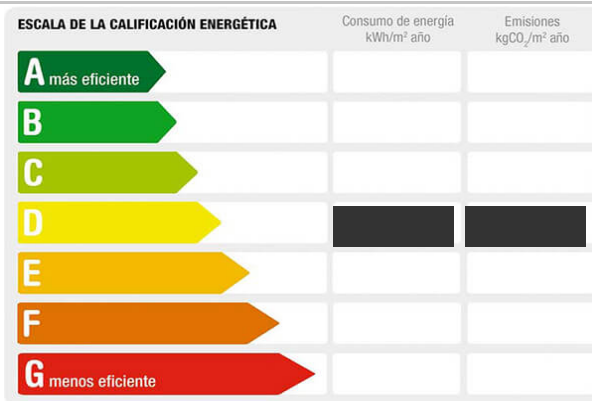 ESCALA DE LA CALIFICACIÓN ENERGÉTICA
Consumo de energía
kWh/m² año
Emisiones
kgCO₂/m² año
A más eficiente
B
C
D
E
F
G menos eficiente